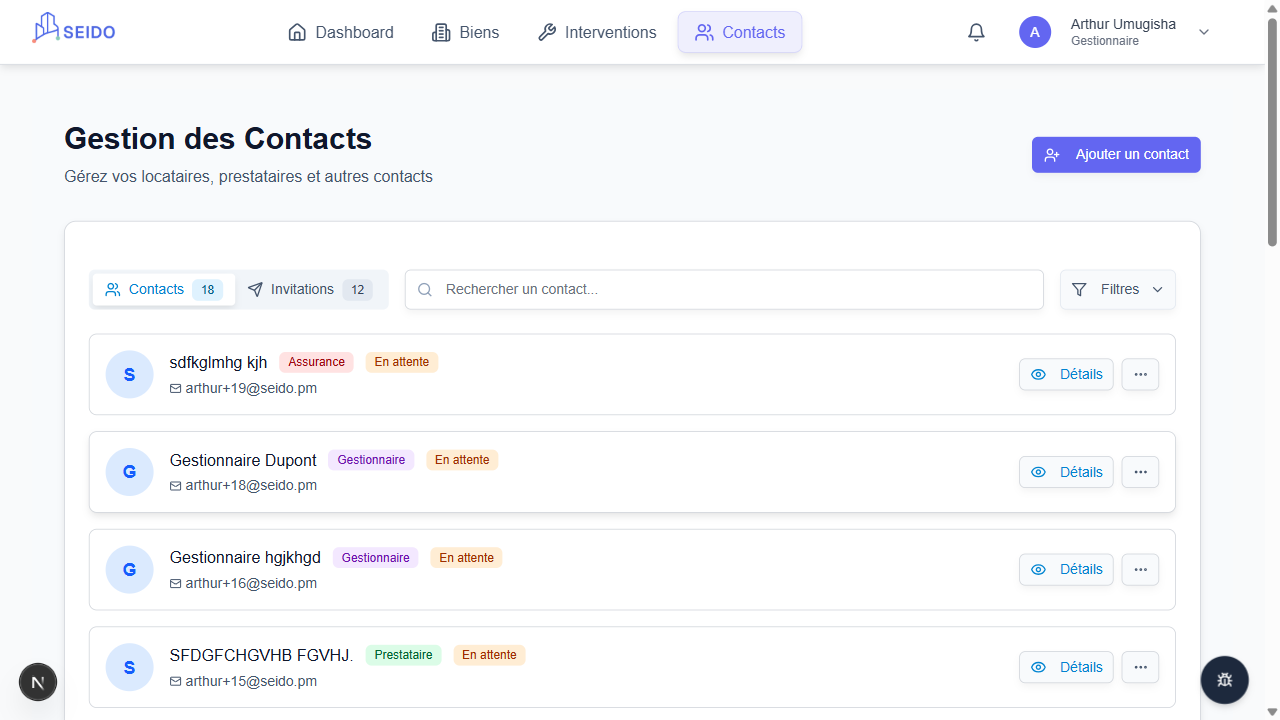 SEIDO
Dashboard
Biens
Interventions
Contacts
A
Arthur Umugisha
Gestionnaire
Gestion des Contacts
Gérez vos locataires, prestataires et autres contacts
Ajouter un contact
Contacts 18
Invitations 12
Rechercher un contact...
Filtres
S
sdfkglmhg kjh Assurance En attente
arthur+19@seido.pm
Détails
G
Gestionnaire Dupont Gestionnaire En attente
arthur+18@seido.pm
Détails
G
Gestionnaire hgjkhgd Gestionnaire En attente
arthur+16@seido.pm
Détails
S
SFDGFCHGVHB FGVHJ. Prestataire En attente
arthur+15@seido.pm
Détails
N